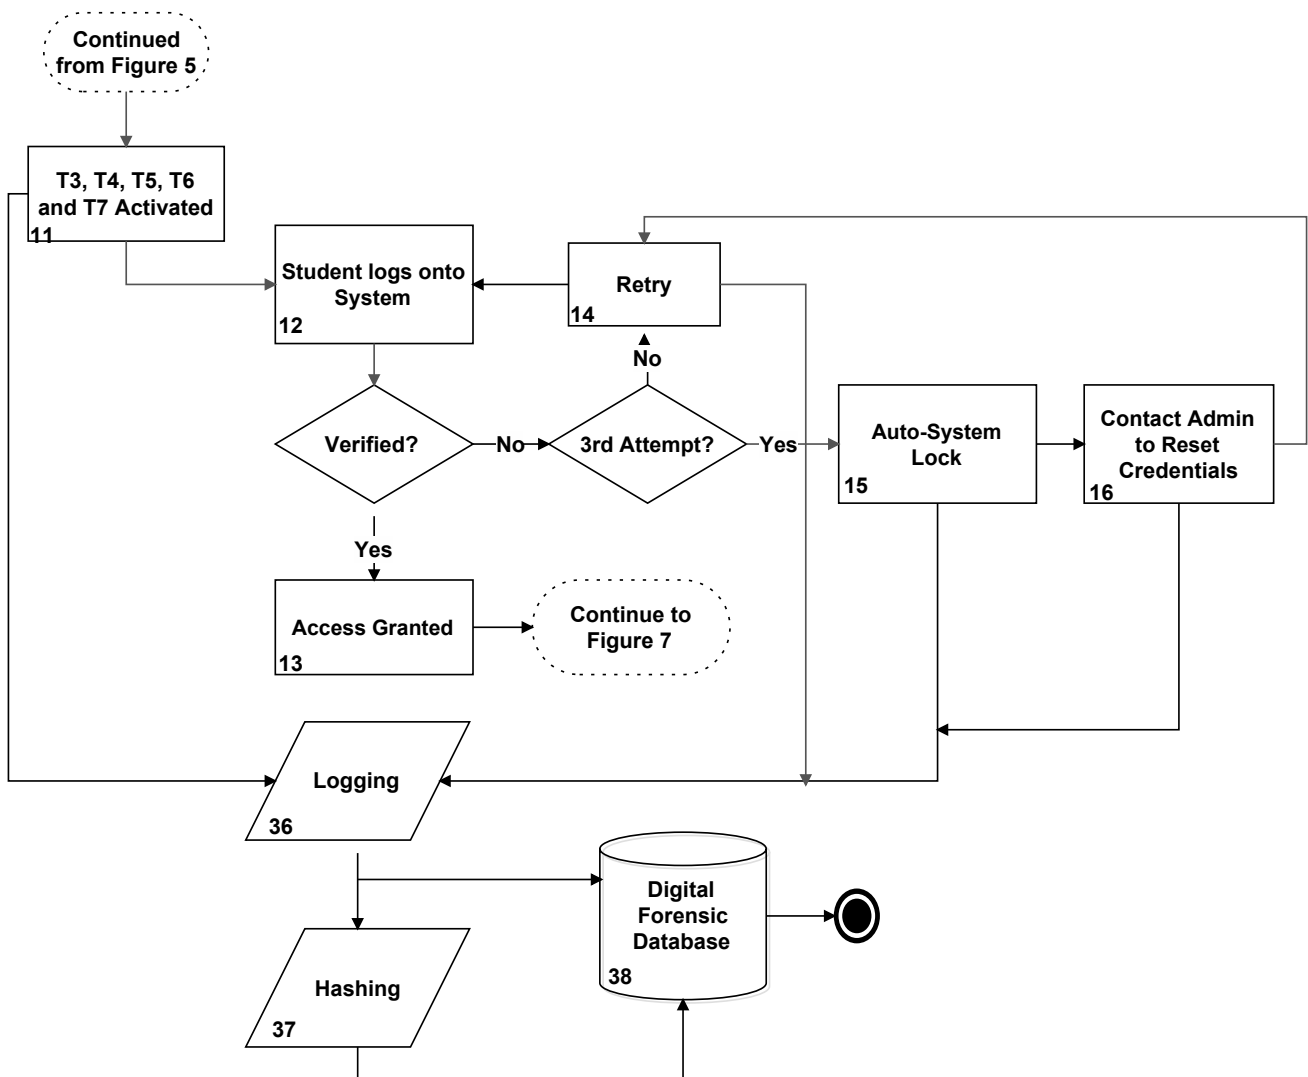 Continued
from Figure 5
T3, T4, T5, T6
and T7 Activated
11
Student logs onto
System
12
Retry
14
No
Verified?
No
3rd Attempt?
Yes
Auto-System
Lock
15
Contact Admin
to Reset
Credentials
16
Yes
Access Granted
13
Continue to
Figure 7
Logging
36
Digital
Forensic
Database
38
Hashing
37